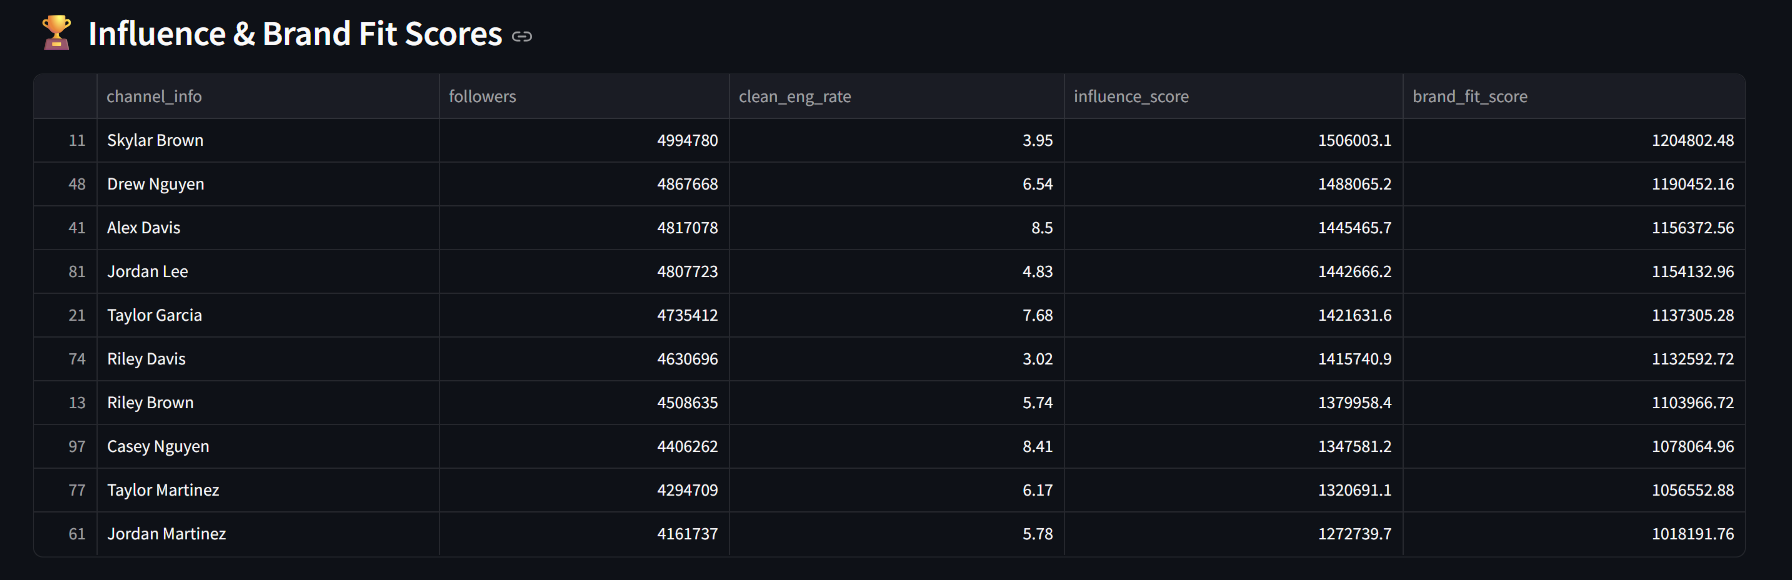 🏆 Influence & Brand Fit Scores
channel_info followers clean_eng_rate influence_score brand_fit_score
11 Skylar Brown 4994780 3.95 1506003.1 1204802.48
48 Drew Nguyen 4867668 6.54 1488065.2 1190452.16
41 Alex Davis 4817078 8.5 1445465.7 1156372.56
81 Jordan Lee 4807723 4.83 1442666.2 1154132.96
21 Taylor Garcia 4735412 7.68 1421631.6 1137305.28
74 Riley Davis 4630696 3.02 1415740.9 1132592.72
13 Riley Brown 4508635 5.74 1379958.4 1103966.72
97 Casey Nguyen 4406262 8.41 1347581.2 1078064.96
77 Taylor Martinez 4294709 6.17 1320691.1 1056552.88
61 Jordan Martinez 4161737 5.78 1272739.7 1018191.76